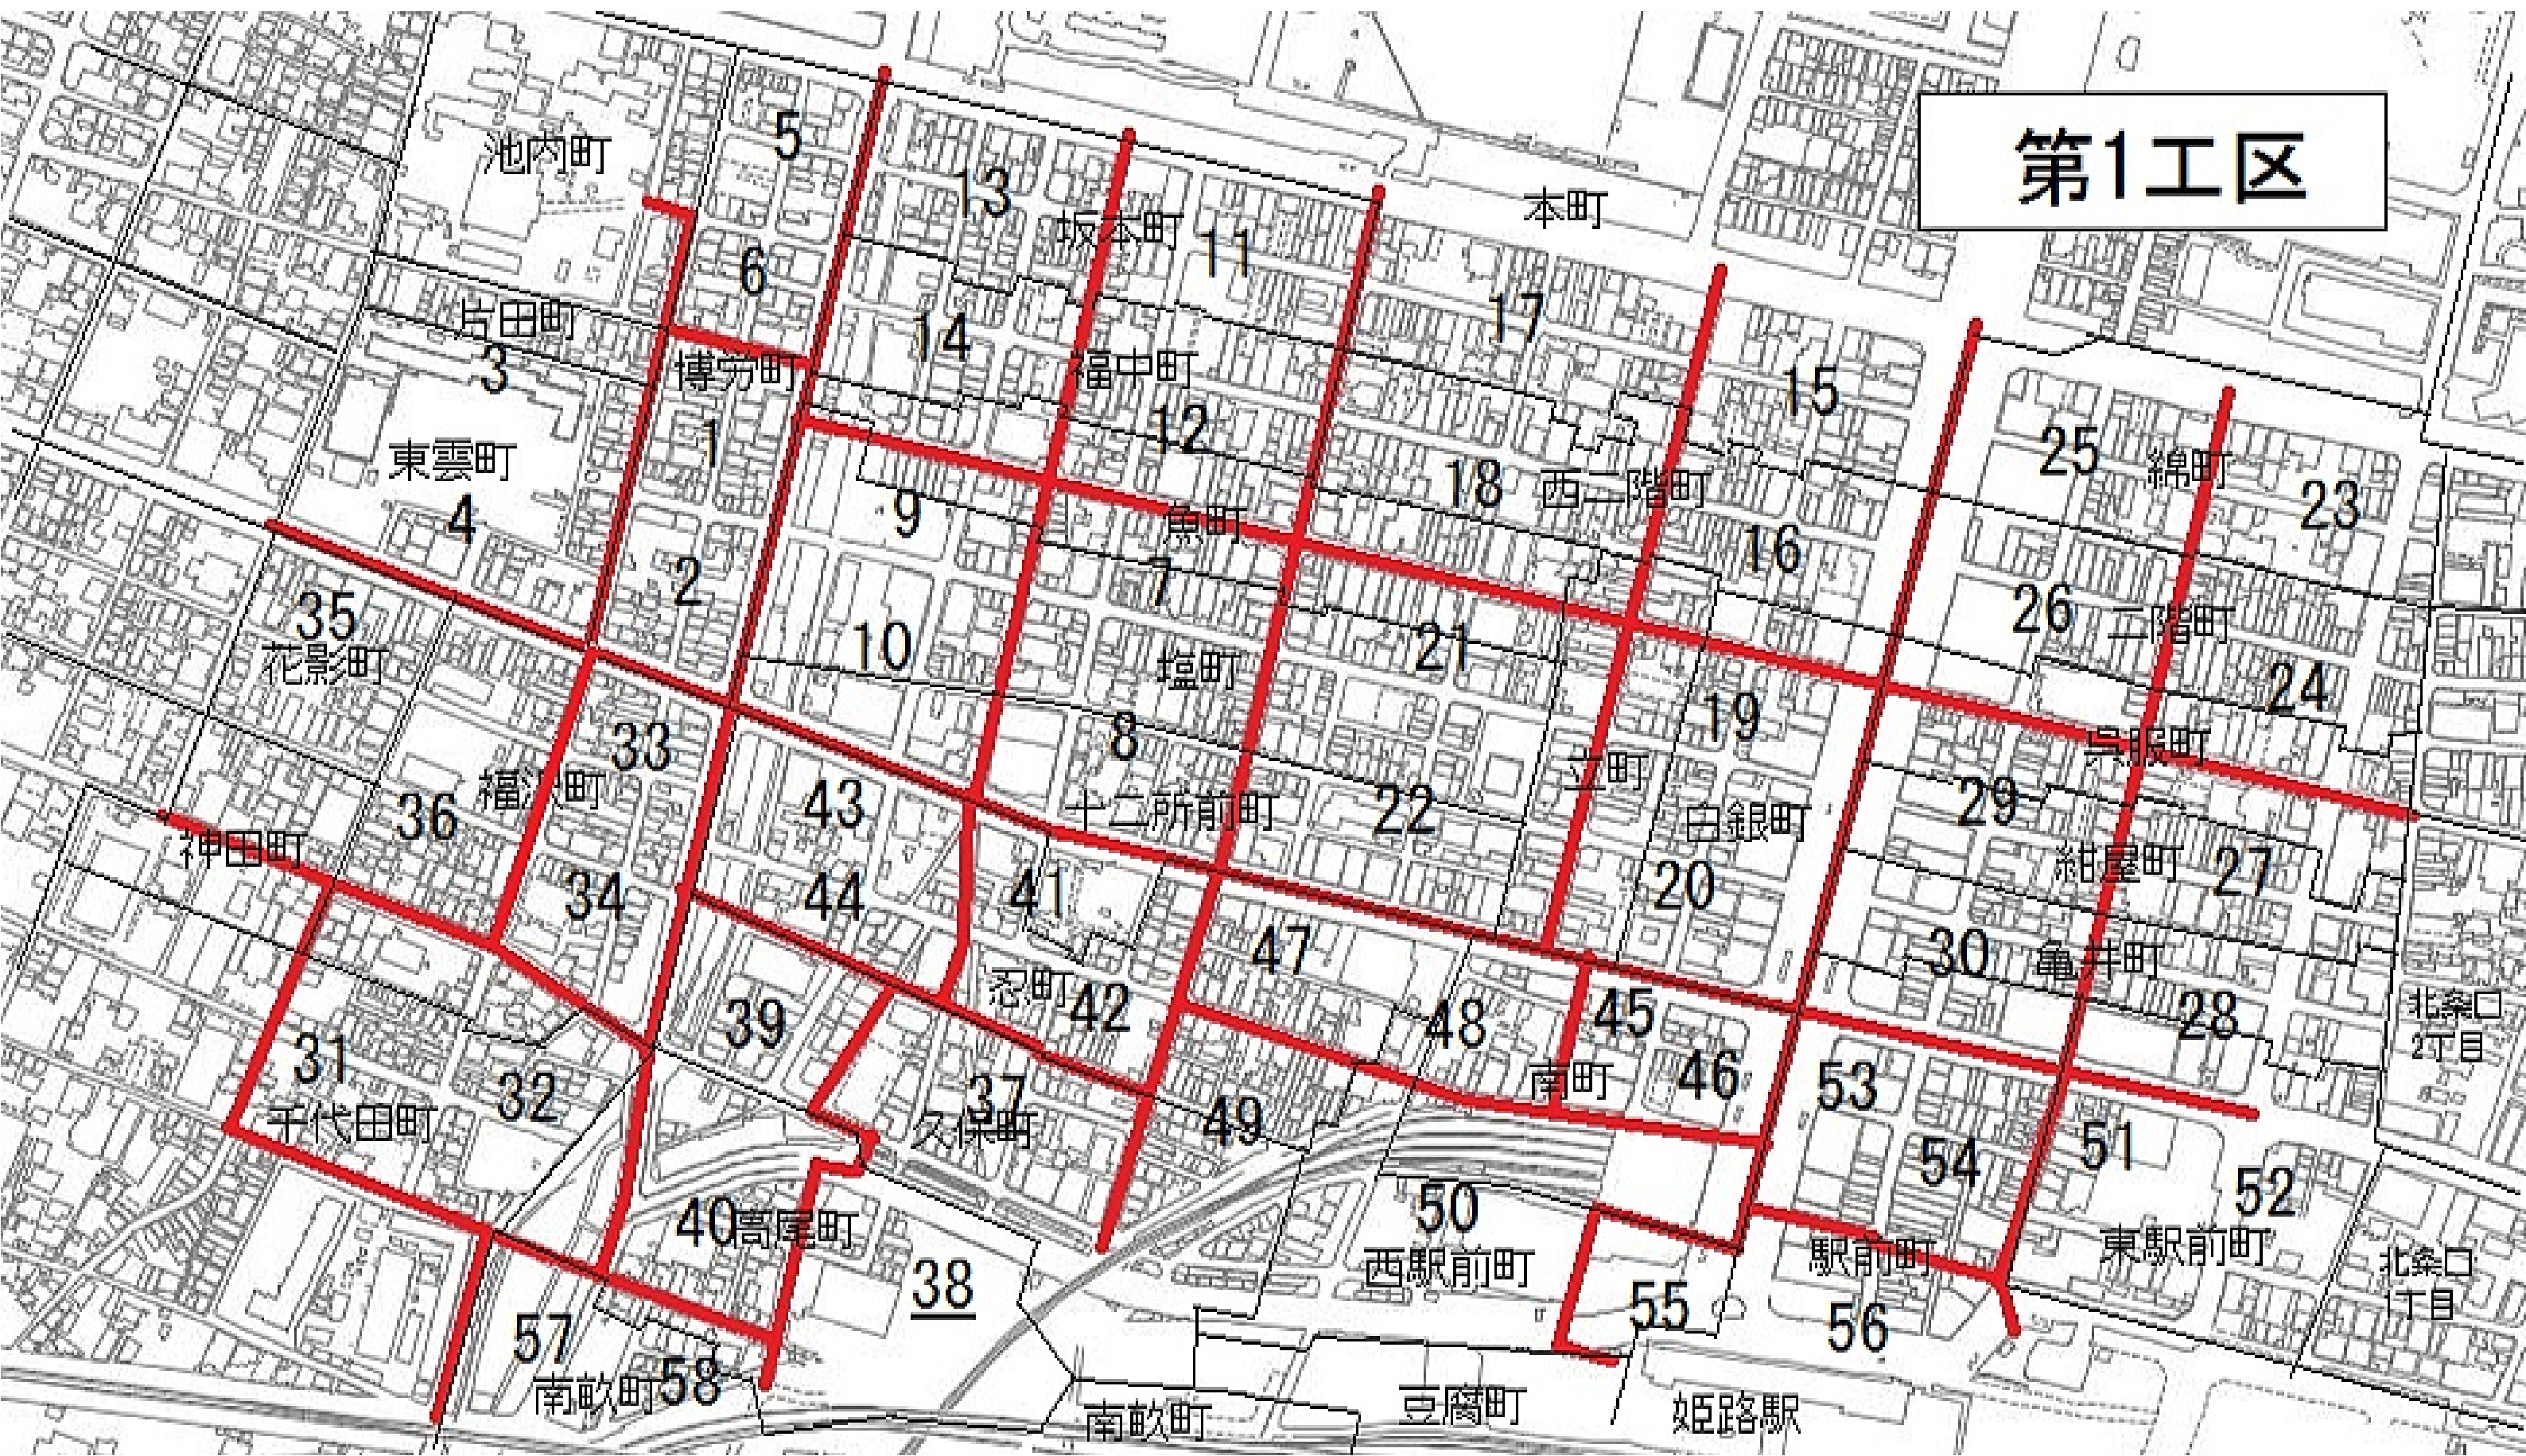 第1工区
5
池内町
13
坂本町
11
本町
6
17
片田町
3
14
博労町
福中町
15
1
12
25
綿町
東雲町
18
西二階町
23
4
9
魚町
16
2
7
26
二階町
35
10
21
花影町
塩町
24
19
33
8
呉服町
立町
福沢町
43
十二所前町
22
白銀町
29
36
神田町
紺屋町
27
34
44
41
20
47
30
亀井町
忍町
39
42
48
45
28
北条口
2丁目
31
46
53
32
37
南町
千代田町
久保町
49
54
51
52
40
高尾町
50
西駅前町
駅前町
東駅前町
38
55
北条口
1丁目
57
56
南畝町
58
南畝町
豆腐町
姫路駅